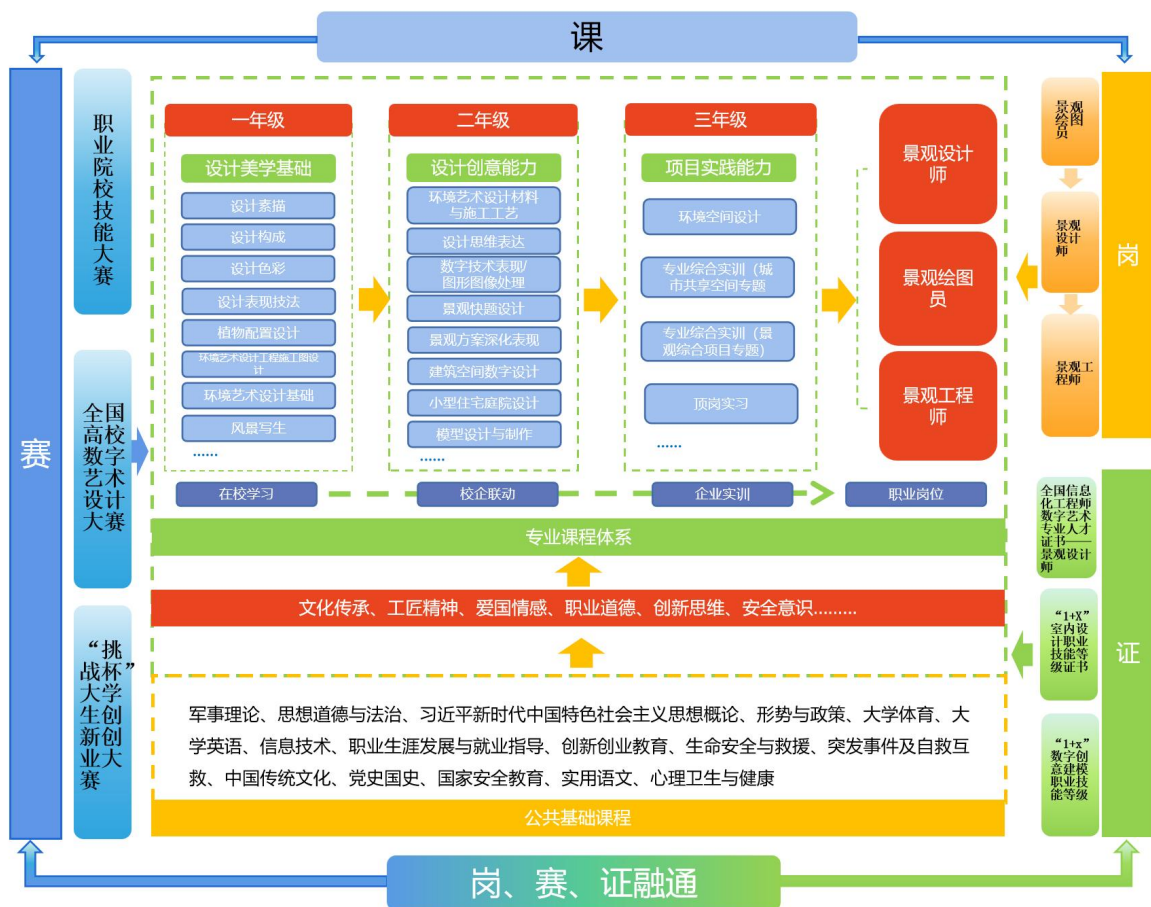 课
赛
职业院校技能大赛
全国高校数字艺术设计大赛
“挑战杯”大学生创新创业大赛
一年级
设计美学基础
设计素描
设计构成
设计色彩
设计表现技法
植物配置设计
环境艺术设计工程施工图设
计
环境艺术设计基础
风景写生
......
二年级
设计创意能力
环境艺术设计材料
与施工工艺
设计思维表达
数字技术表现/
图形图像处理
景观快题设计
景观方案深化表现
建筑空间数字设计
小型住宅庭院设计
模型设计与制作
......
三年级
项目实践能力
环境空间设计
专业综合实训（城
市共享空间专题
专业综合实训（景
观综合项目专题）
顶岗实习
......
景观设计
师
景观绘图
员
景观工程
师
在校学习
校企联动
企业实训
职业岗位
专业课程体系
文化传承、工匠精神、爱国情感、职业道德、创新思维、安全意识.........
军事理论、思想道德与法治、习近平新时代中国特色社会主义思想概论、形势与政策、大学体育、大
学英语、信息技术、职业生涯发展与就业指导、创新创业教育、生命安全与救援、突发事件及自救互
救、中国传统文化、党史国史、国家安全教育、实用语文、心理卫生与健康
公共基础课程
景观
绘图
员
景观
设计
师
景观工
程师
岗
全国信息
化工程师
数字艺术
专业人才
证书——
景观设计
师
“1+X”
室内设
计职业
技能等
级证书
“1+x”
数字创
意建模
职业技
能等级
证
岗、赛、证融通